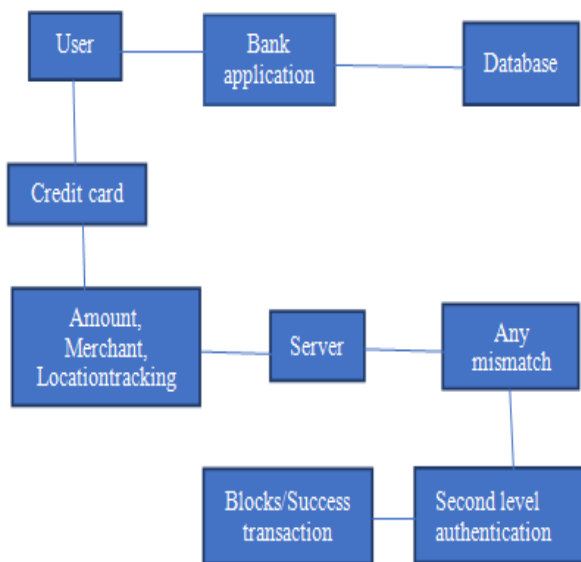 User
Bank
application
Database
Credit card
Amount,
Merchant,
Locationtracking
Server
Any
mismatch
Blocks/Success
transaction
Second level
authentication